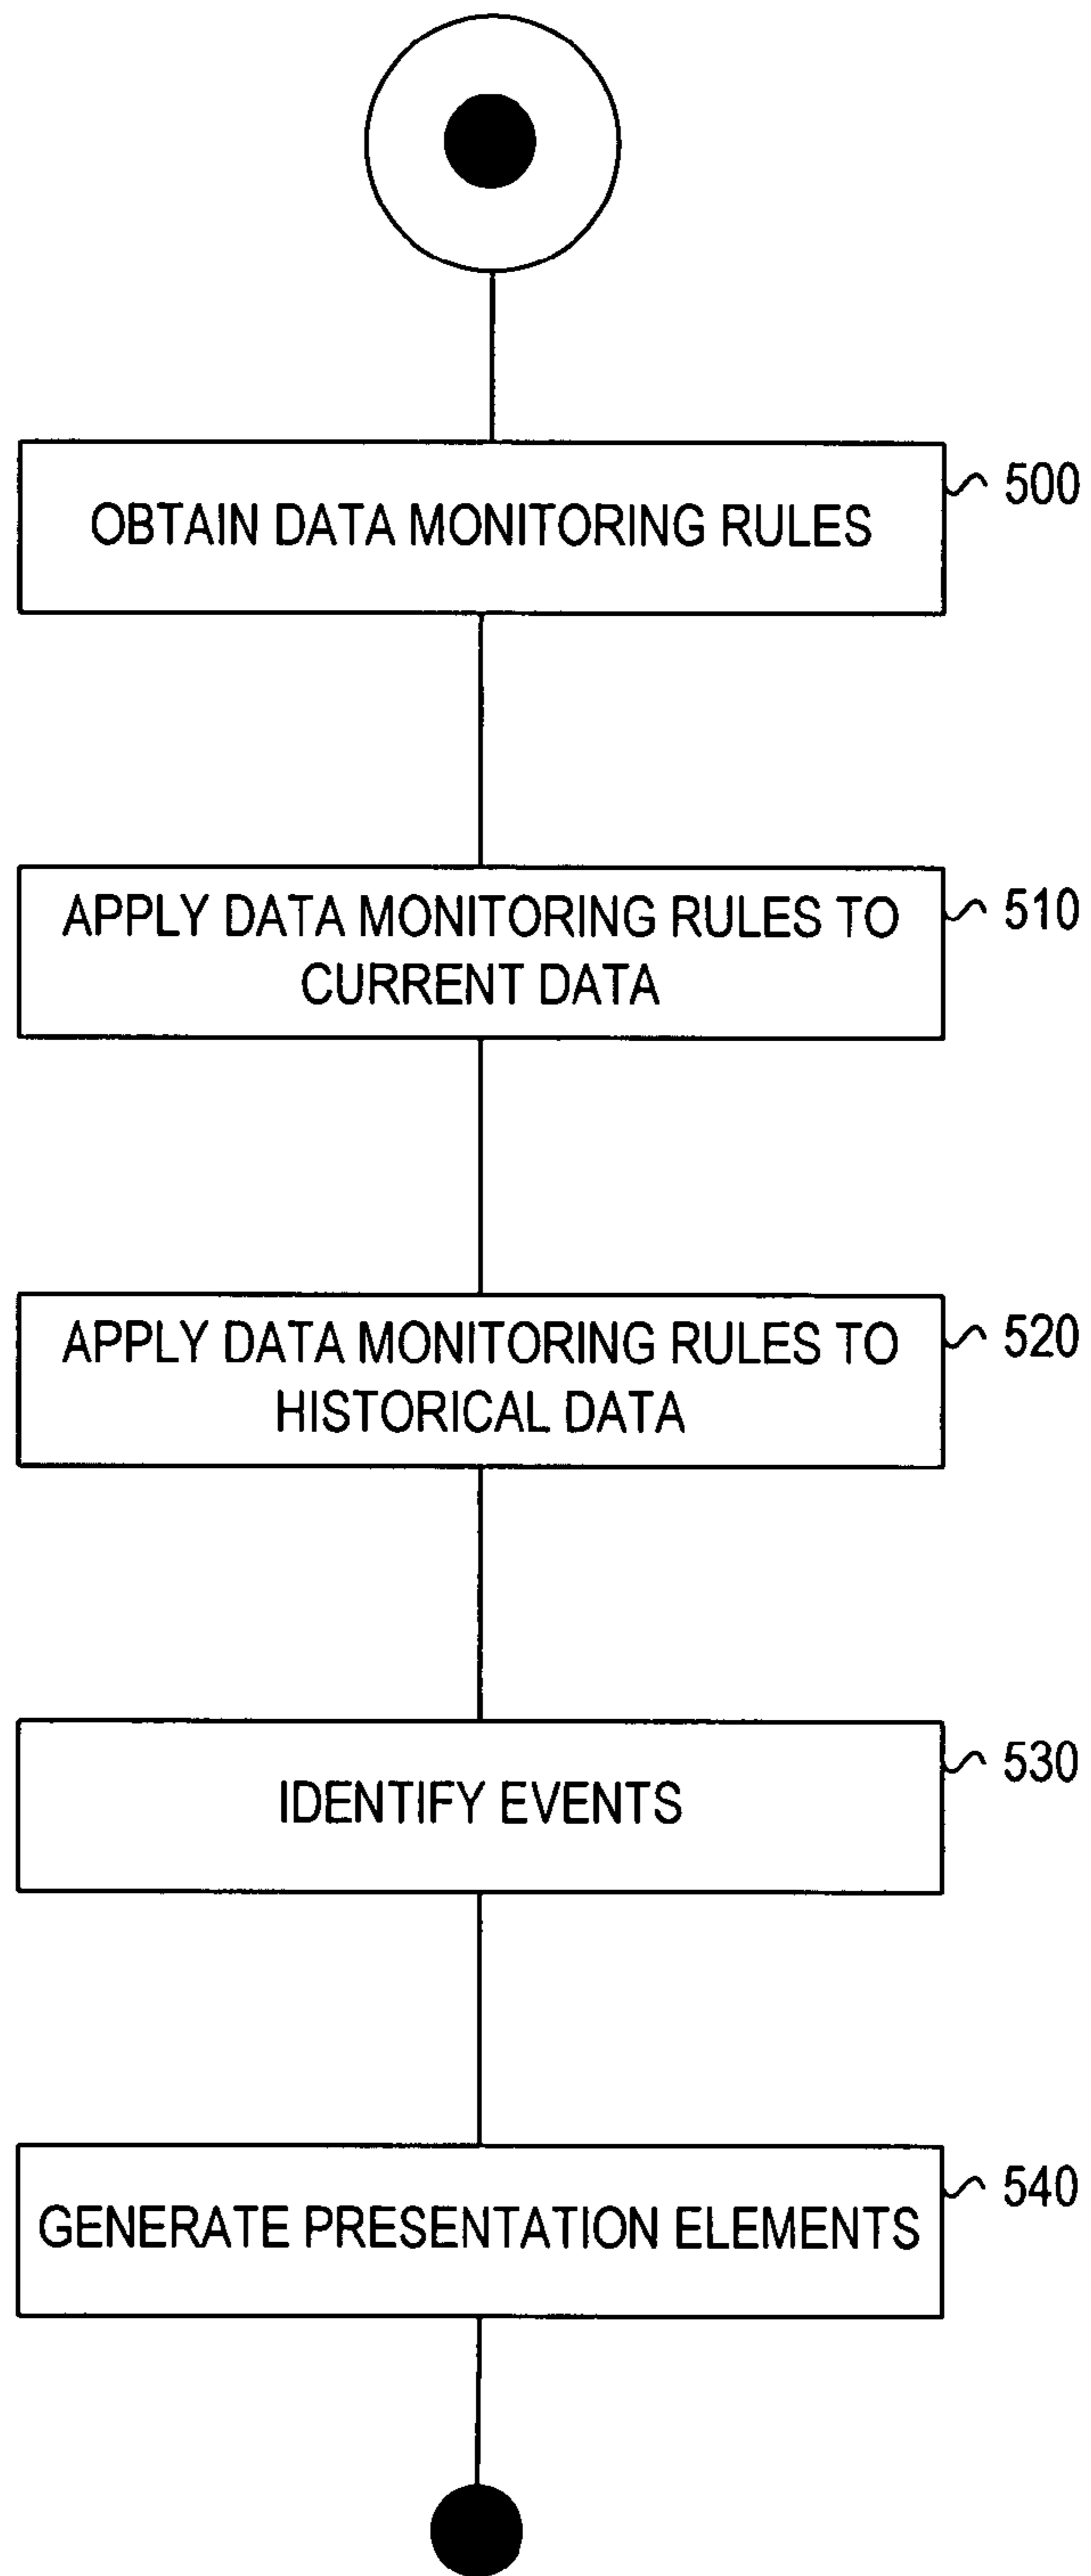 OBTAIN DATA MONITORING RULES
500
APPLY DATA MONITORING RULES TO
CURRENT DATA
510
APPLY DATA MONITORING RULES TO
HISTORICAL DATA
520
IDENTIFY EVENTS
530
GENERATE PRESENTATION ELEMENTS
540